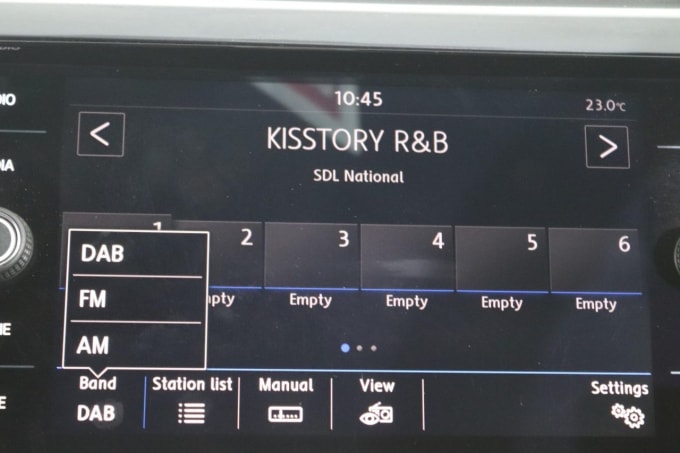 10:45
23.0°C
<
KISSTORY R&B
>
SDL National
1 2 3 4 5 6
DAB
FM
AM
Empty Empty Empty Empty
Band Station list Manual View Settings
DAB